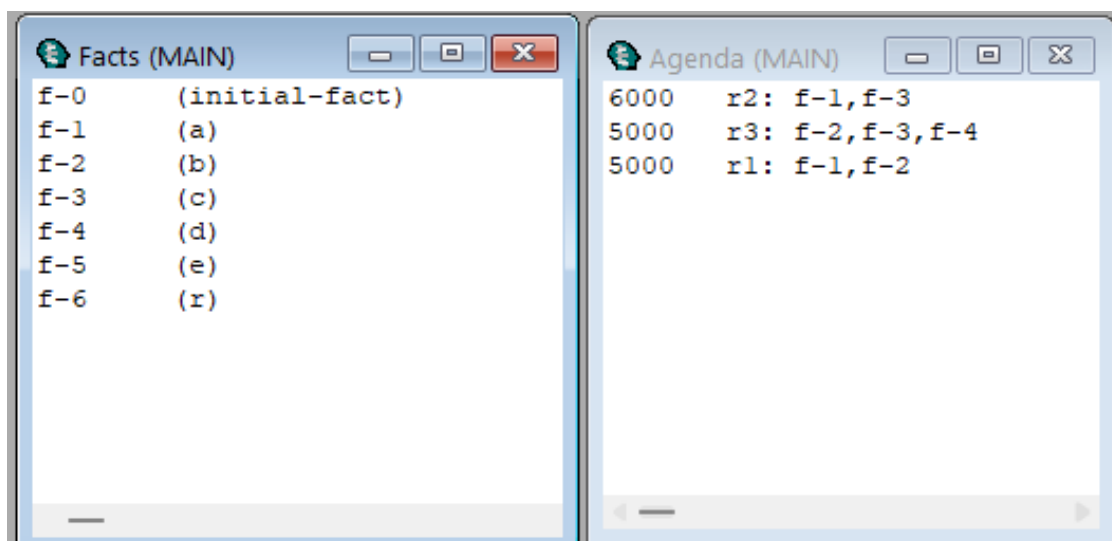 Facts (MAIN)
f-0 (initial-fact)
f-1 (a)
f-2 (b)
f-3 (c)
f-4 (d)
f-5 (e)
f-6 (r)
Agenda (MAIN)
6000 r2: f-1,f-3
5000 r3: f-2,f-3,f-4
5000 r1: f-1,f-2